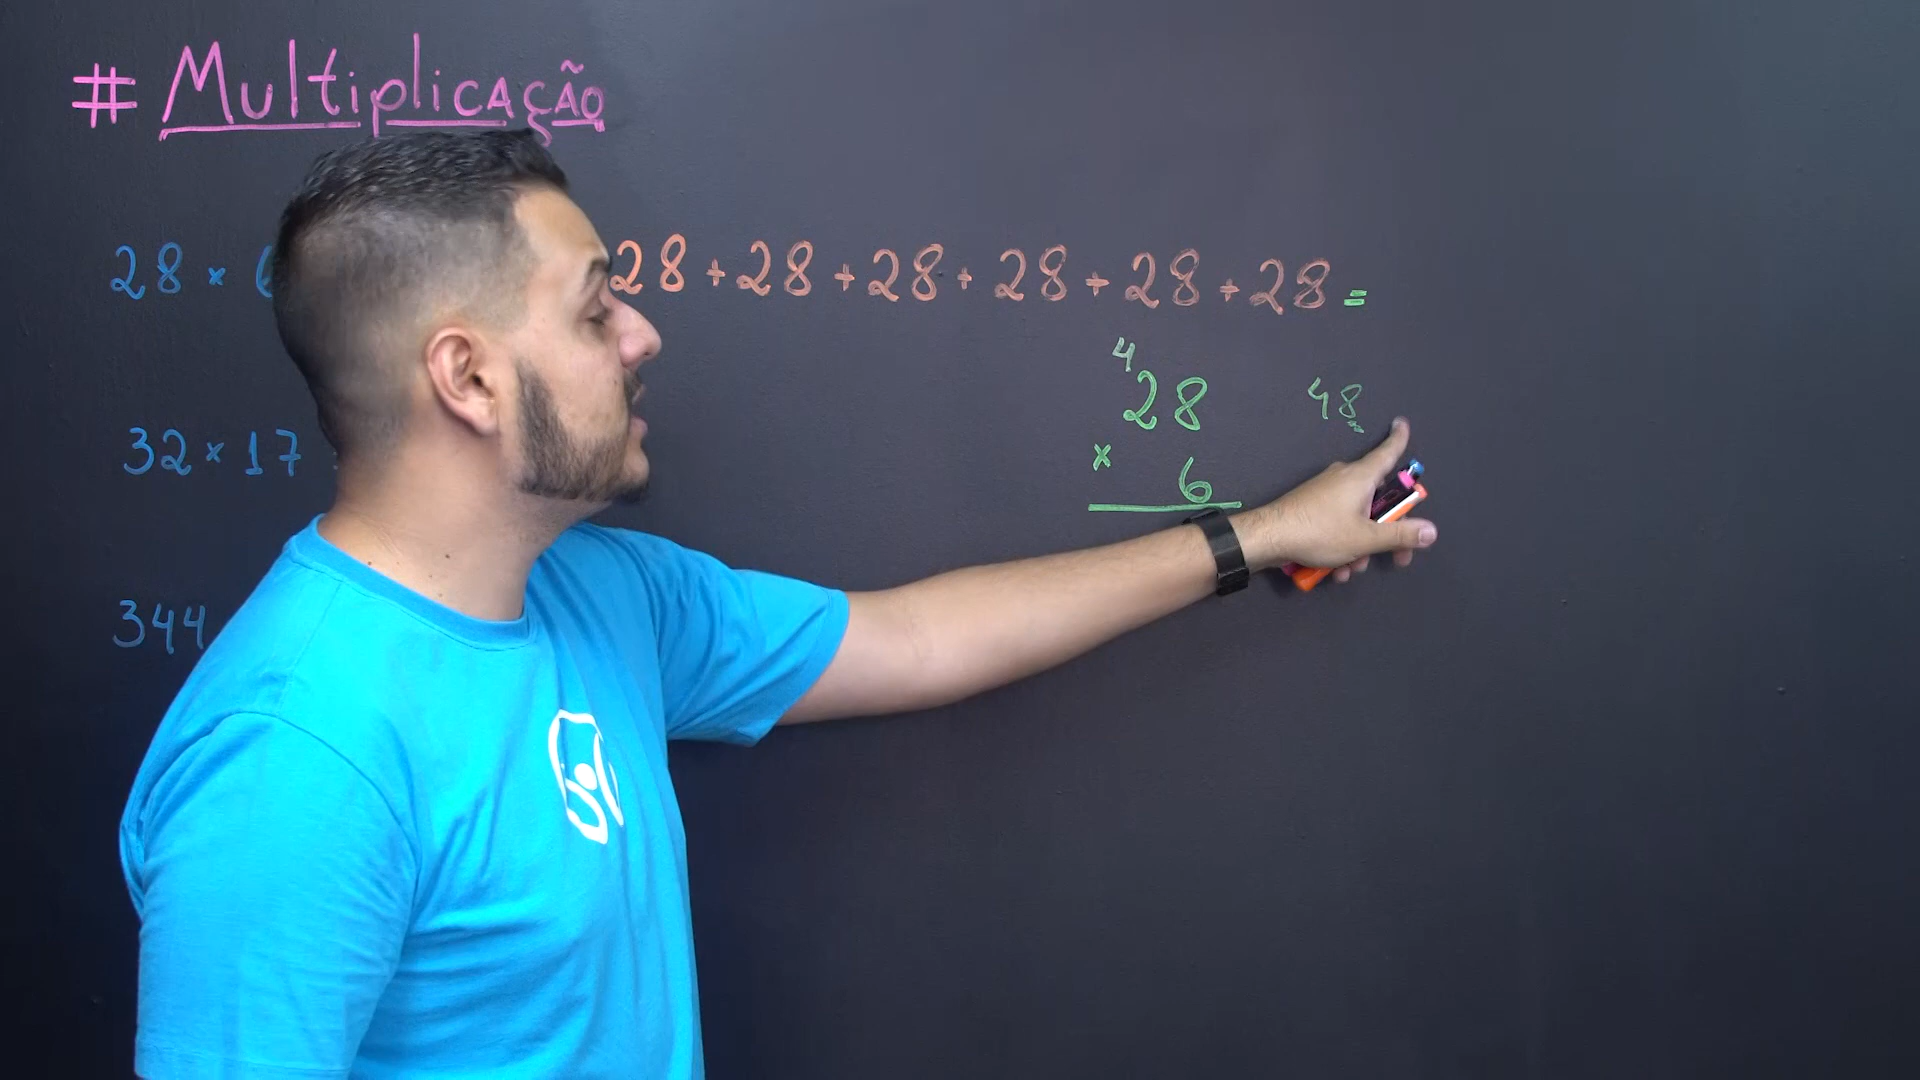 # Multiplicação
28 × 6 28 + 28 + 28 + 28 + 28 + 28 =
4
28 48
× 6
32 × 17
344